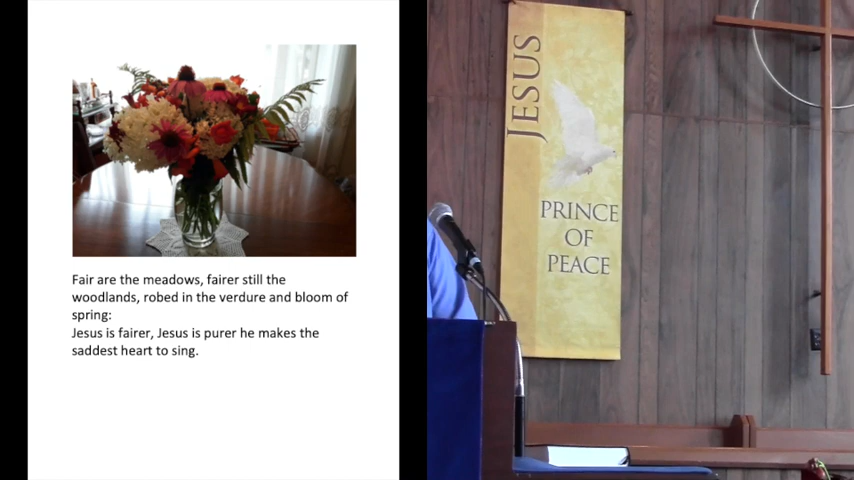 Fair are the meadows, fairer still the
woodlands, robed in the verdure and bloom of
spring:
Jesus is fairer, Jesus is purer he makes the
saddest heart to sing.
JESUS
PRINCE
OF
PEACE